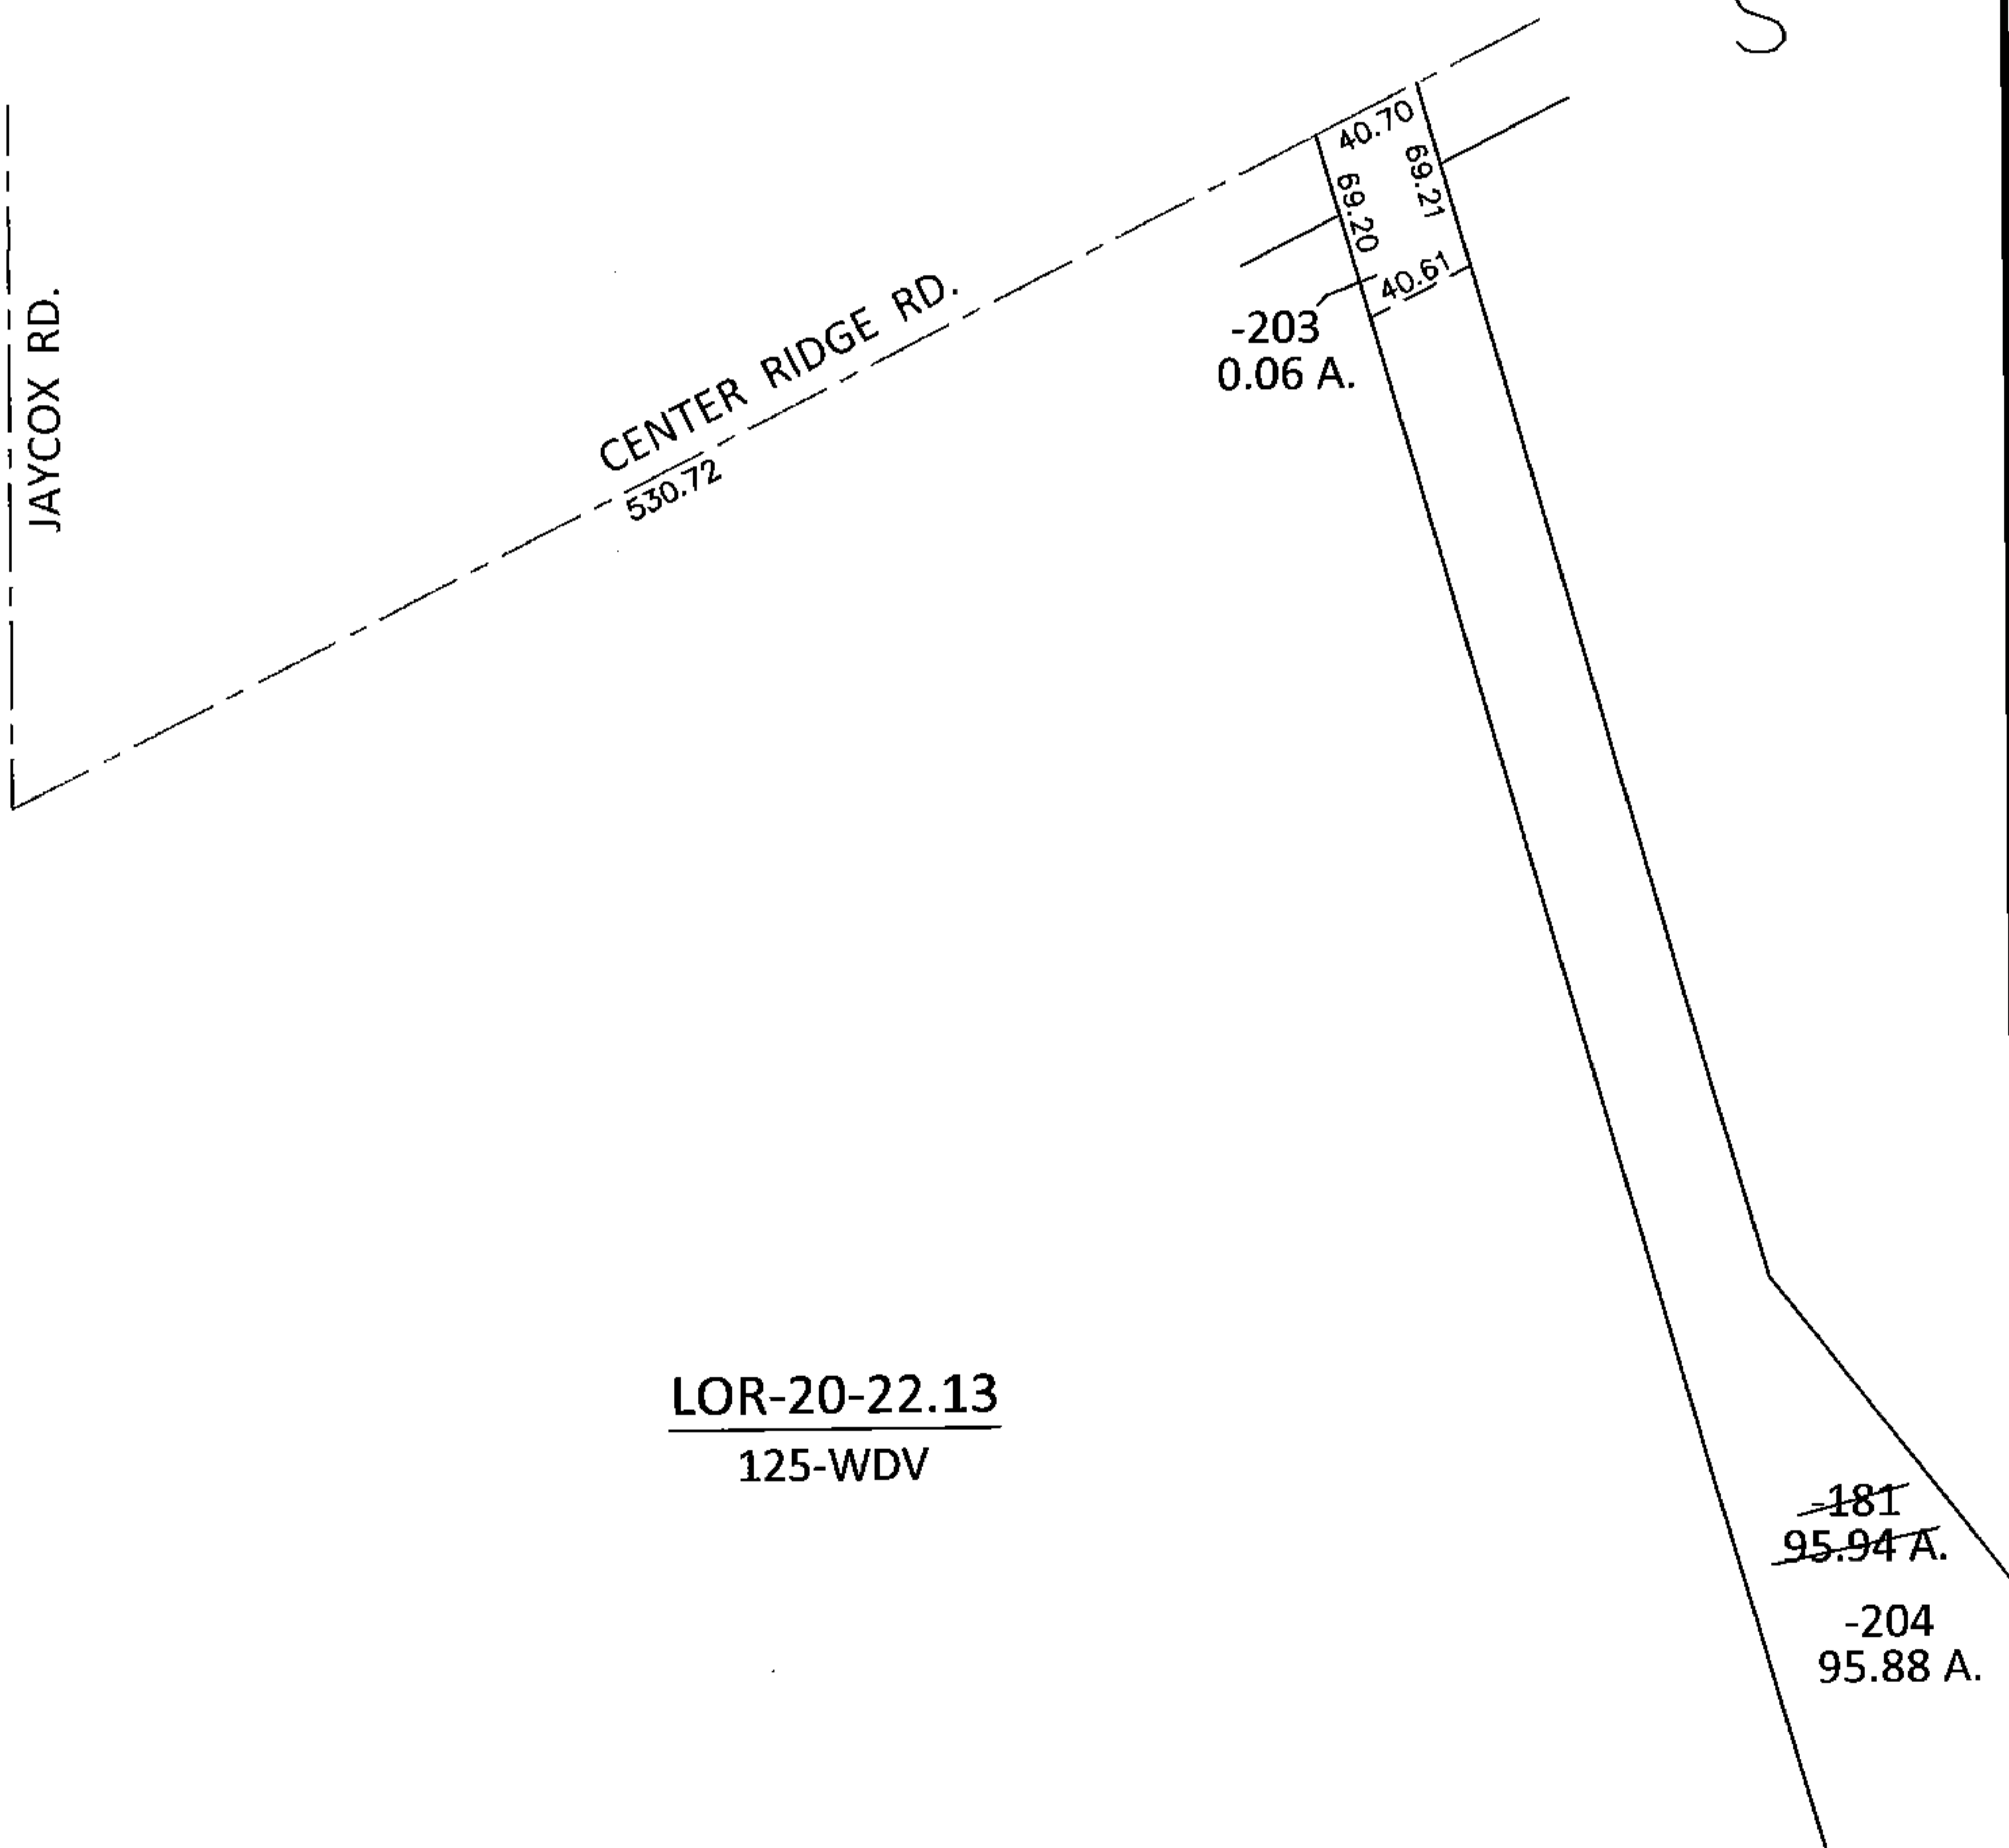 S
40.70
69.21
69.20
40.61
-203
0.06 A.
JAYCOX RD.
CENTER RIDGE RD.
530.72
LOR-20-22.13
125-WDV
-181
95.94 A.
-204
95.88 A.